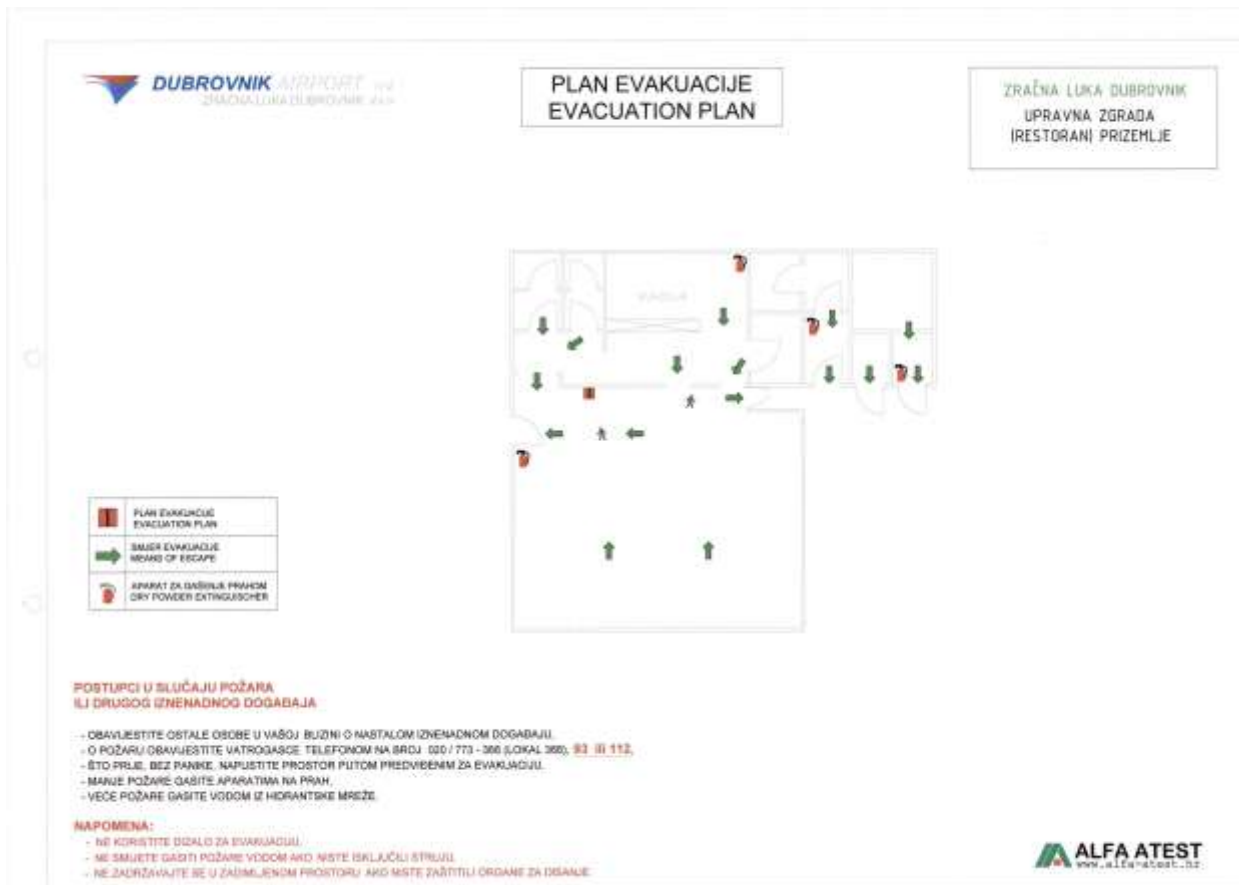 DUBROVNIK AIRPORT
ZRAČNA LUKA DUBROVNIK d.o.o.
PLAN EVAKUACIJE
EVACUATION PLAN
ZRAČNA LUKA DUBROVNIK
UPRAVNA ZGRADA
(RESTORAN) PRIZEMLJE
PLAN EVAKUACIJE
EVACUATION PLAN
SMJER EVAKUACIJE
MEANS OF ESCAPE
APARAT ZA GAŠENJE PRAHOM
DRY POWDER EXTINGUISCHER
POSTUPCI U SLUČAJU POŽARA
ILI DRUGOG IZNENADNOG DOGAĐAJA
- OBAVIJESTITE OSTALE OSOBE U VAŠOJ BLIZINI O NASTALOM IZNENADNOM DOGAĐAJU.
- O POŽARU OBAVIJESTITE VATROGASCE TELEFONOM NA BROJ 020 / 773 - 366 (LOKAL 366), 93 ili 112.
- ŠTO PRIJE, BEZ PANIKE, NAPUSTITE PROSTOR PUTOM PREDVIĐENIM ZA EVAKUACIJU.
- MANJE POŽARE GASITE APARATIMA NA PRAH.
- VEĆE POŽARE GASITE VODOM IZ HIDRANTSKE MREŽE.
NAPOMENA:
- NE KORISTITE DIZALO ZA EVAKUACIJU.
- NE SMIJETE GASITI POŽARE VODOM AKO NISTE ISKLJUČILI STRUJU.
- NE ZADRŽAVAJTE SE U ZADIMLJENOM PROSTORU AKO NISTE ZAŠTITILI ORGANE ZA DISANJE
ALFA ATEST
www.alfa-atest.hr